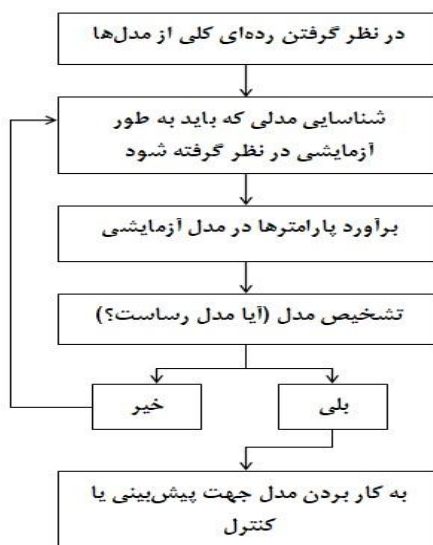 در نظر گرفتن رده‌ای کلی از مدل‌ها
شناسایی مدلی که باید به طور
آزمایشی در نظر گرفته شود
برآورد پارامترها در مدل آزمایشی
تشخیص مدل (آیا مدل رساست؟)
بلی
خیر
به کار بردن مدل جهت پیش‌بینی یا
کنترل